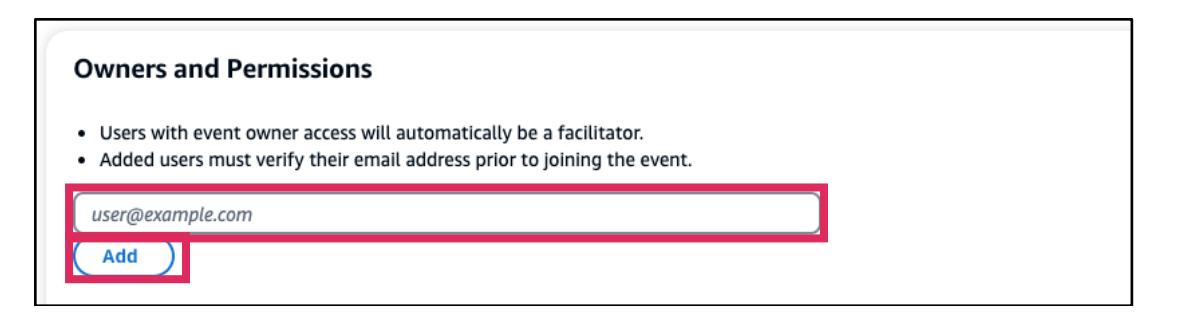 Owners and Permissions
• Users with event owner access will automatically be a facilitator.
• Added users must verify their email address prior to joining the event.
user@example.com
Add